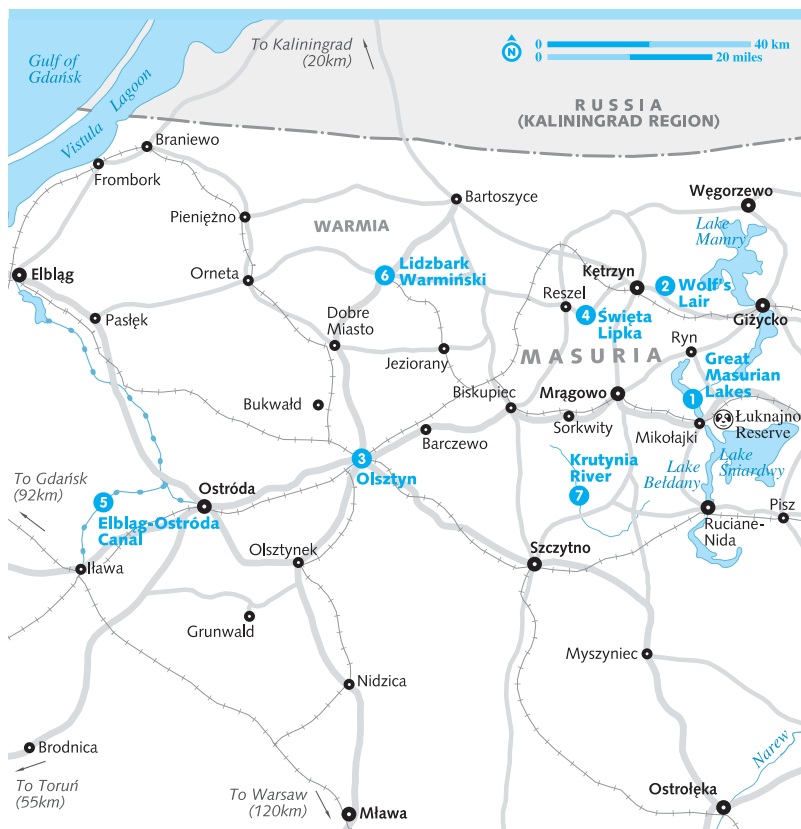 To Kaliningrad
(20km)
N
0
40 km
0
20 miles
Gulf of
Gdańsk
Vistula Lagoon
RUSSIA
(KALININGRAD REGION)
Braniewo
Frombork
Bartoszyce
Węgorzewo
Pieniężno
WARMIA
Lake
Mamry
Elbląg
Orneta
6
Lidzbark
Warmiński
Kętrzyn
2
Wolf's
Lair
Reszel
4
Święta
Lipka
Giżycko
Pasłęk
Dobre
Miasto
Jeziorany
MASURIA
Ryn
Great
Masurian
Lakes
1
Bukwałd
Biskupiec
Mrągowo
Sorkwity
Mikołajki
Łuknajno
Reserve
Barczewo
3
Olsztyn
Krutynia
River
7
Lake
Bełdany
Lake
Śniardwy
To Gdańsk
(92km)
5
Elbląg-Ostróda
Canal
Ostróda
Ruciane-
Nida
Pisz
Iława
Olsztynek
Szczytno
Grunwald
Myszyniec
Nidzica
Brodnica
To Toruń
(55km)
To Warsaw
(120km)
Mława
Ostrołęka
Narew